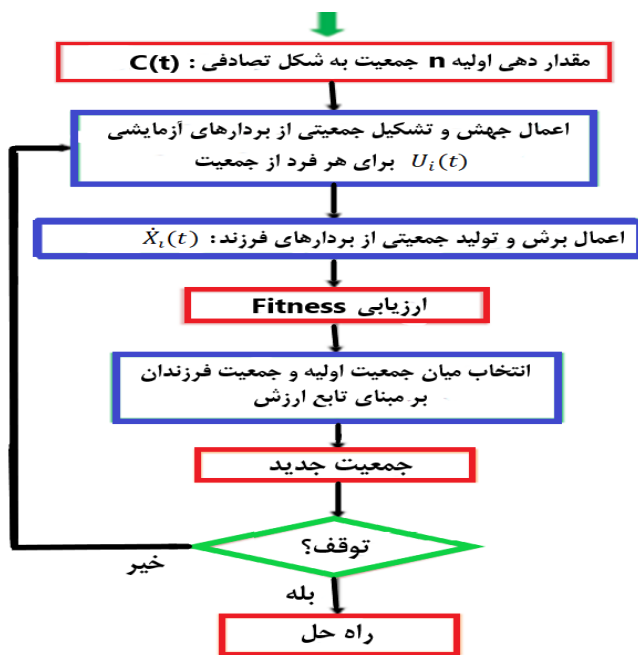 مقدار دهی اولیه n جمعیت به شکل تصادفی : C(t)
اعمال جهش و تشکیل جمعیتی از بردارهای آزمایشی
U_i(t) برای هر فرد از جمعیت
اعمال برش و تولید جمعیتی از بردارهای فرزند: Ẋ_ι(t)
ارزیابی Fitness
انتخاب میان جمعیت اولیه و جمعیت فرزندان
بر مبنای تابع ارزش
جمعیت جدید
توقف؟
خیر
بله
راه حل